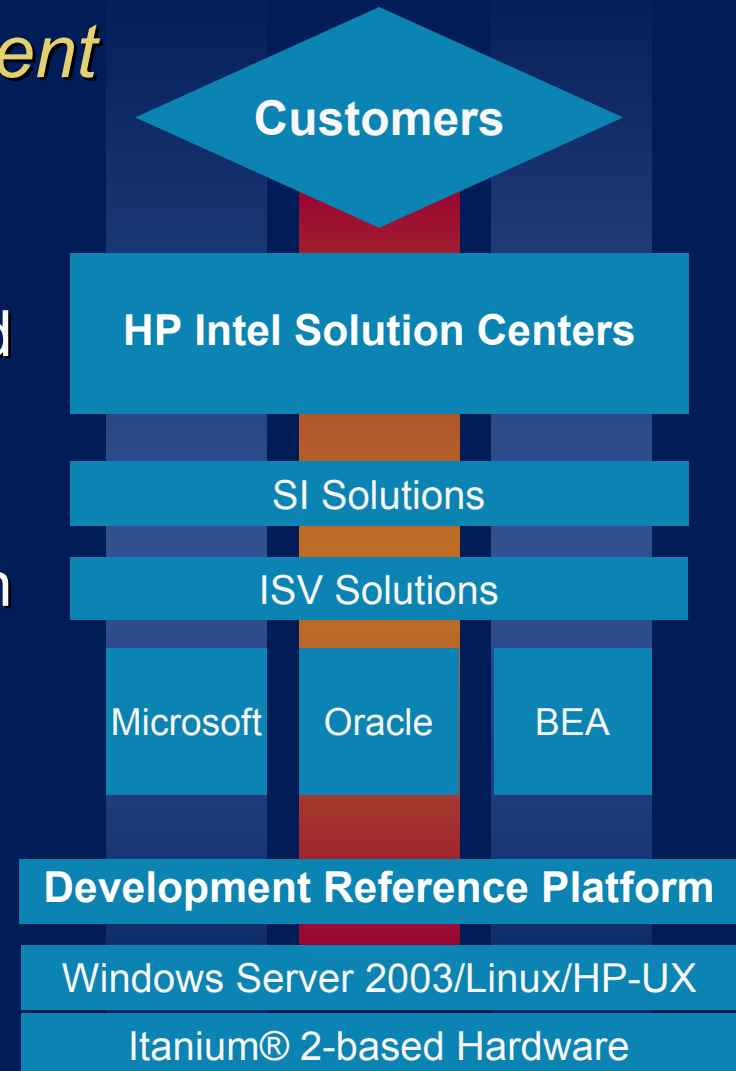 Customers
HP Intel Solution Centers
SI Solutions
ISV Solutions
Microsoft Oracle BEA
Development Reference Platform
Windows Server 2003/Linux/HP-UX
Itanium® 2-based Hardware